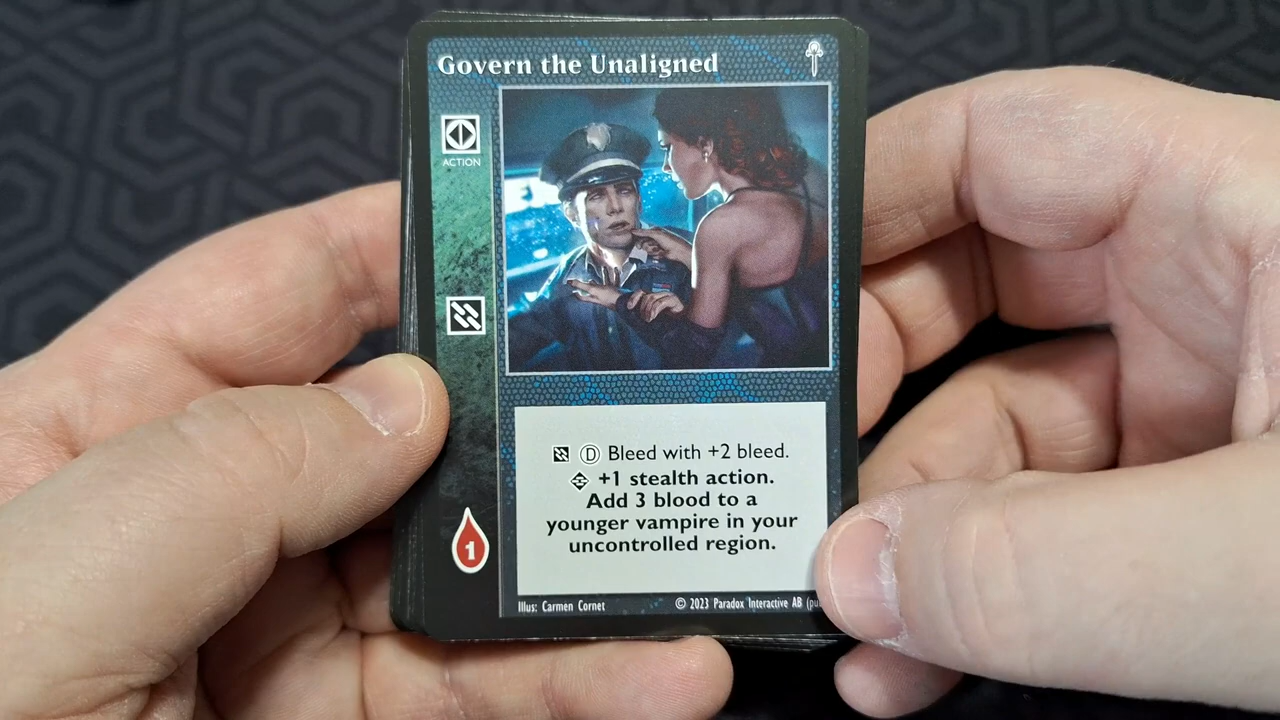 Govern the Unaligned
ACTION
D Bleed with +2 bleed.
+1 stealth action.
Add 3 blood to a
younger vampire in your
uncontrolled region.
1
Illus: Carmen Cornet © 2023 Paradox Interactive AB